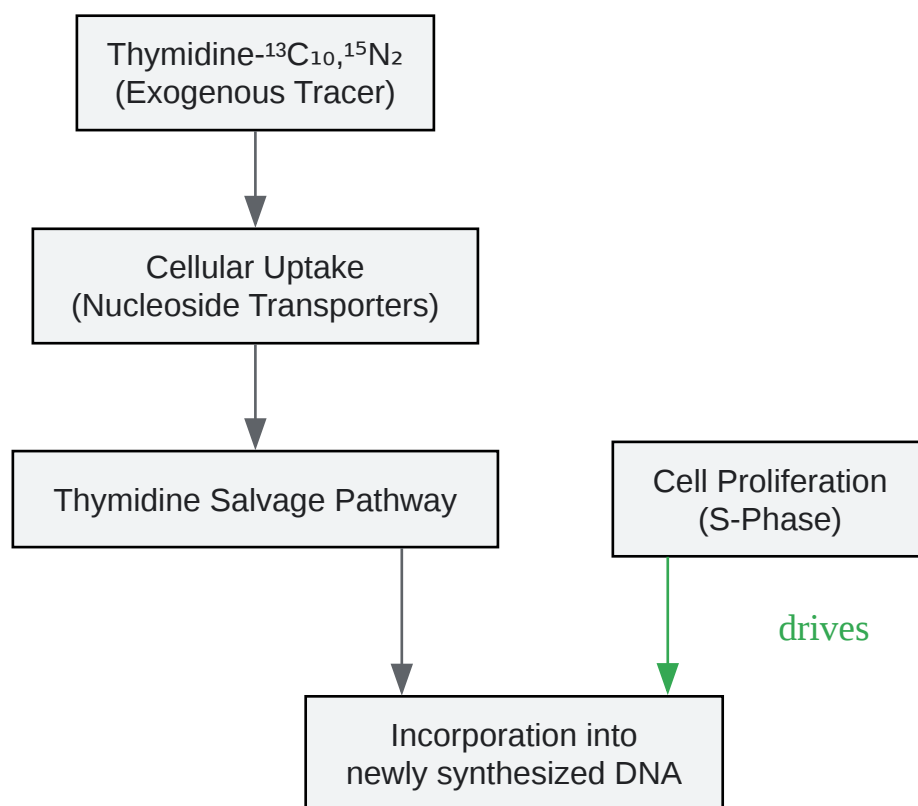 Thymidine-¹³C₁₀,¹⁵N₂
(Exogenous Tracer)
Cellular Uptake
(Nucleoside Transporters)
Thymidine Salvage Pathway
Cell Proliferation
(S-Phase)
drives
Incorporation into
newly synthesized DNA